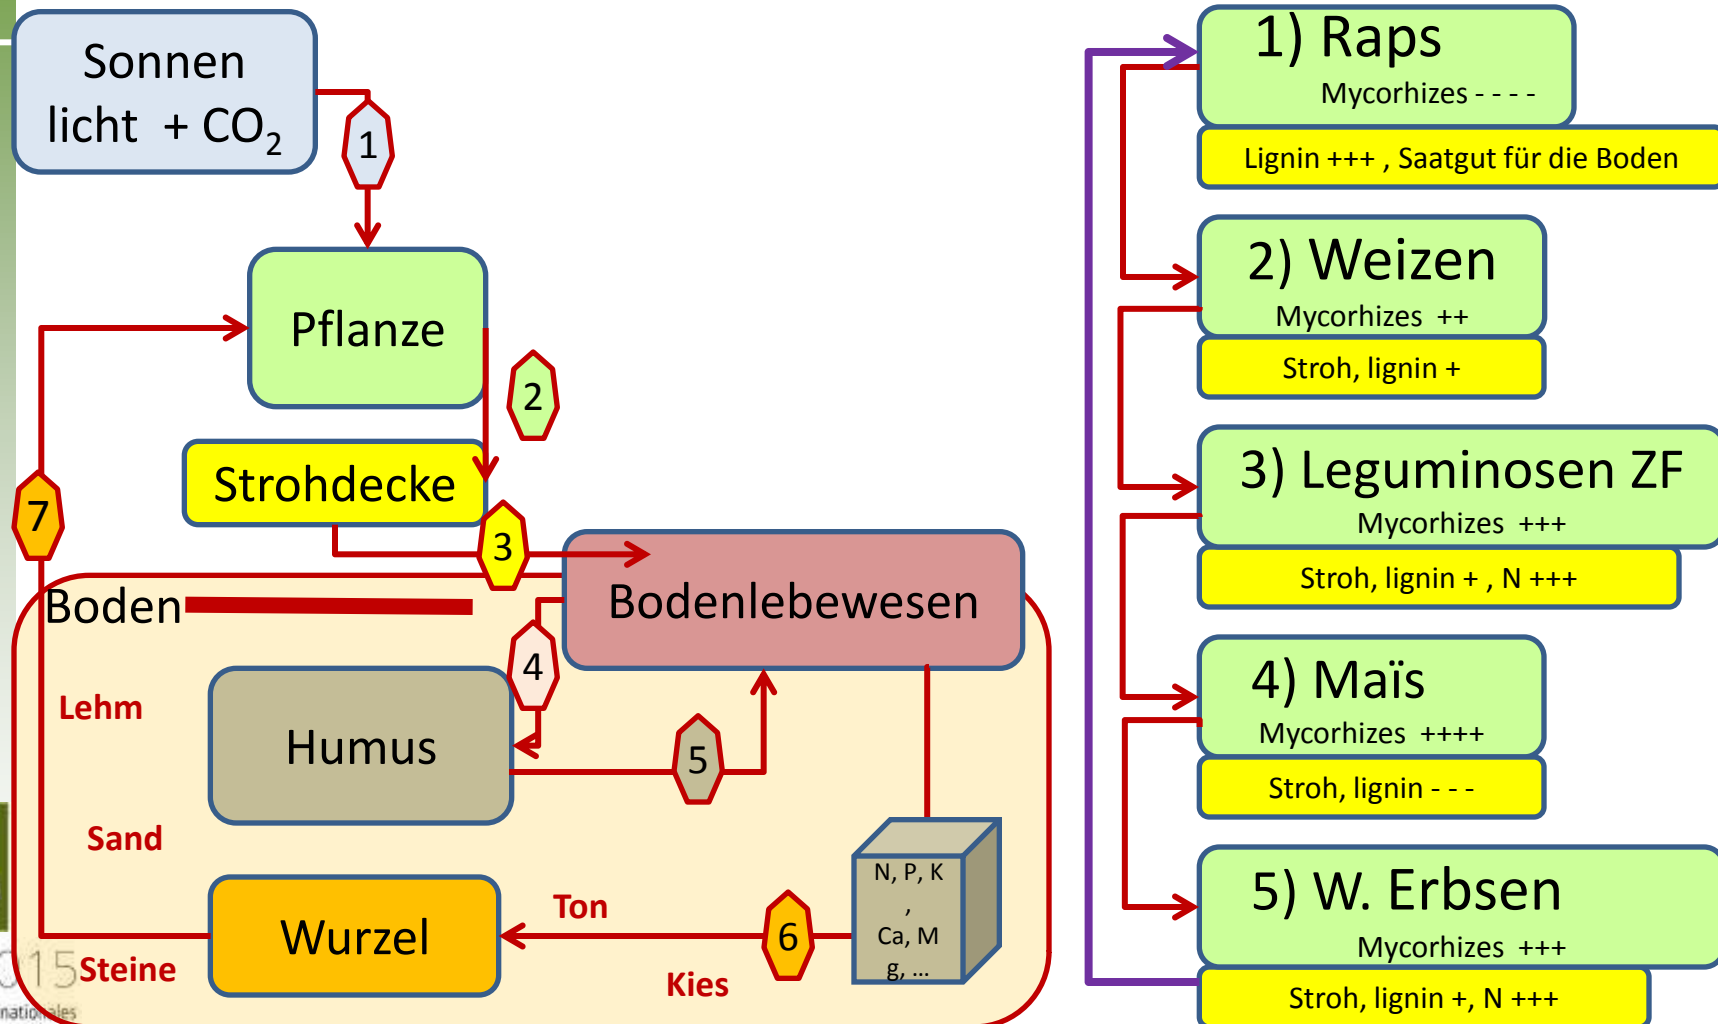 Sonnen
licht + CO₂
1
Pflanze
2
Strohdecke
7
3
Boden
Bodenlebewesen
4
Lehm
Humus
5
Sand
N, P, K
,
Ca, M
g, ...
Wurzel
Ton
6
Steine
Kies
15
nationales
1) Raps
Mycorhizes - - - -
Lignin +++ , Saatgut für die Boden
2) Weizen
Mycorhizes ++
Stroh, lignin +
3) Leguminosen ZF
Mycorhizes +++
Stroh, lignin + , N +++
4) Maïs
Mycorhizes ++++
Stroh, lignin - - -
5) W. Erbsen
Mycorhizes +++
Stroh, lignin +, N +++